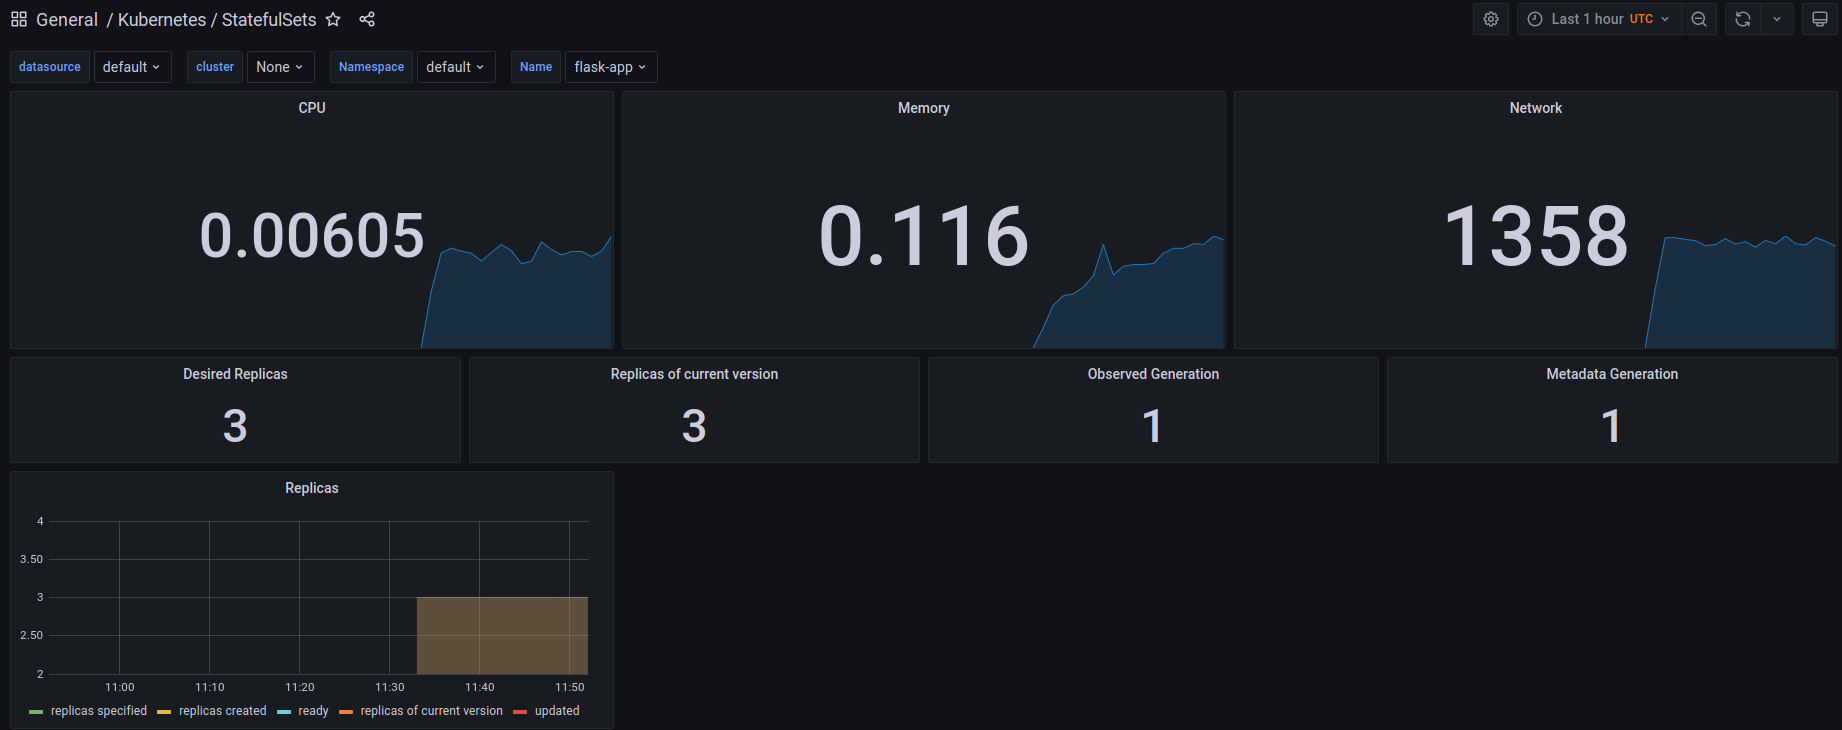 General / Kubernetes / StatefulSets
Last 1 hour UTC
datasource default cluster None Namespace default Name flask-app
CPU
0.00605
Memory
0.116
Network
1358
Desired Replicas
3
Replicas of current version
3
Observed Generation
1
Metadata Generation
1
Replicas
4
3.50
3
2.50
2
11:00 11:10 11:20 11:30 11:40 11:50
replicas specified replicas created ready replicas of current version updated